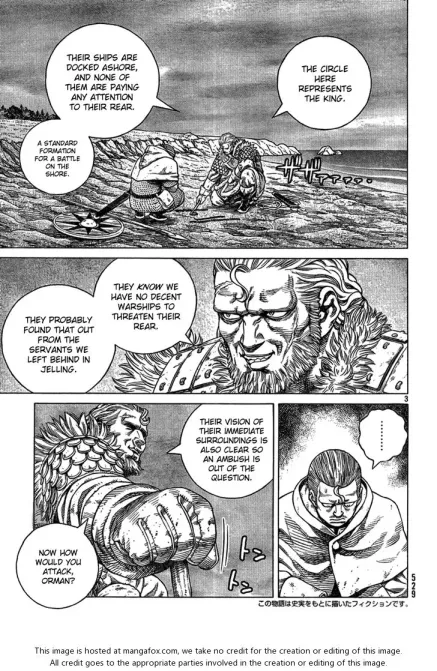 THE CIRCLE
HERE
REPRESENTS
THE KING.
THEIR SHIPS ARE
DOCKED ASHORE,
AND NONE OF
THEM ARE PAYING
ANY ATTENTION
TO THEIR REAR.
A STANDARD
FORMATION
FOR A BATTLE
ON THE
SHORE.
THEY KNOW WE
HAVE NO DECENT
WARSHIPS TO
THREATEN THEIR
REAR.
THEY PROBABLY
FOUND THAT OUT
FROM THE
SERVANTS WE
LEFT BEHIND IN
JELLING.
3
………
THEIR VISION OF
THEIR IMMEDIATE
SURROUNDINGS
IS ALSO CLEAR SO
AN AMBUSH IS
OUT OF THE
QUESTION.
NOW HOW
WOULD YOU
ATTACK,
ORMAN?
トン
トン
529
この物語は史実をもとに描いたフィクションです。
This image is hosted at mangafox.com, we take no credit for the creation or editing of this image.
All credit goes to the appropriate parties involved in the creation or editing of this image.